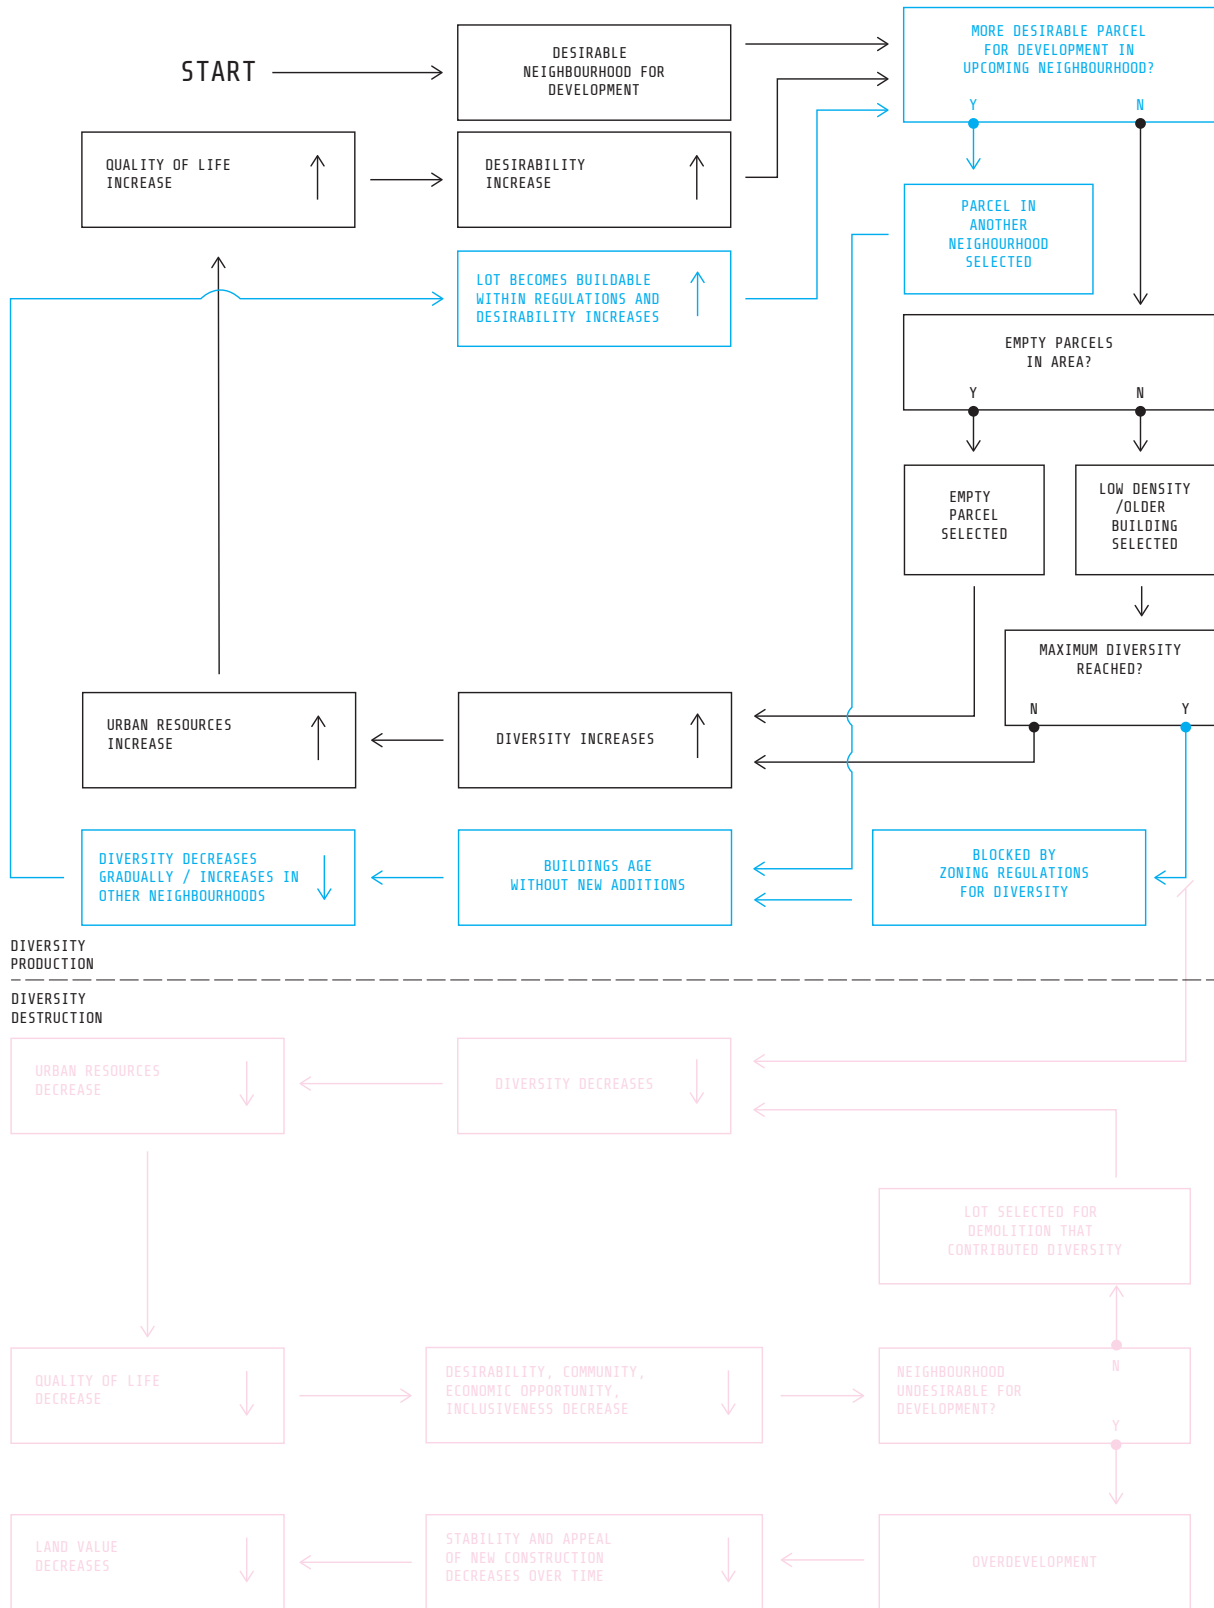 START
DESIRABLE
NEIGHBOURHOOD FOR
DEVELOPMENT
MORE DESIRABLE PARCEL
FOR DEVELOPMENT IN
UPCOMING NEIGHBOURHOOD?
Y
N
QUALITY OF LIFE
INCREASE
DESIRABILITY
INCREASE
PARCEL IN
ANOTHER
NEIGHOURHOOD
SELECTED
LOT BECOMES BUILDABLE
WITHIN REGULATIONS AND
DESIRABILITY INCREASES
EMPTY PARCELS
IN AREA?
Y
N
EMPTY
PARCEL
SELECTED
LOW DENSITY
/OLDER
BUILDING
SELECTED
MAXIMUM DIVERSITY
REACHED?
N
Y
URBAN RESOURCES
INCREASE
DIVERSITY INCREASES
DIVERSITY DECREASES
GRADUALLY / INCREASES IN
OTHER NEIGHBOURHOODS
BUILDINGS AGE
WITHOUT NEW ADDITIONS
BLOCKED BY
ZONING REGULATIONS
FOR DIVERSITY
DIVERSITY
PRODUCTION
DIVERSITY
DESTRUCTION
URBAN RESOURCES
DECREASE
DIVERSITY DECREASES
LOT SELECTED FOR
DEMOLITION THAT
CONTRIBUTED DIVERSITY
QUALITY OF LIFE
DECREASE
DESIRABILITY, COMMUNITY,
ECONOMIC OPPORTUNITY,
INCLUSIVENESS DECREASE
N
NEIGHBOURHOOD
UNDESIRABLE FOR
DEVELOPMENT?
Y
LAND VALUE
DECREASES
STABILITY AND APPEAL
OF NEW CONSTRUCTION
DECREASES OVER TIME
OVERDEVELOPMENT